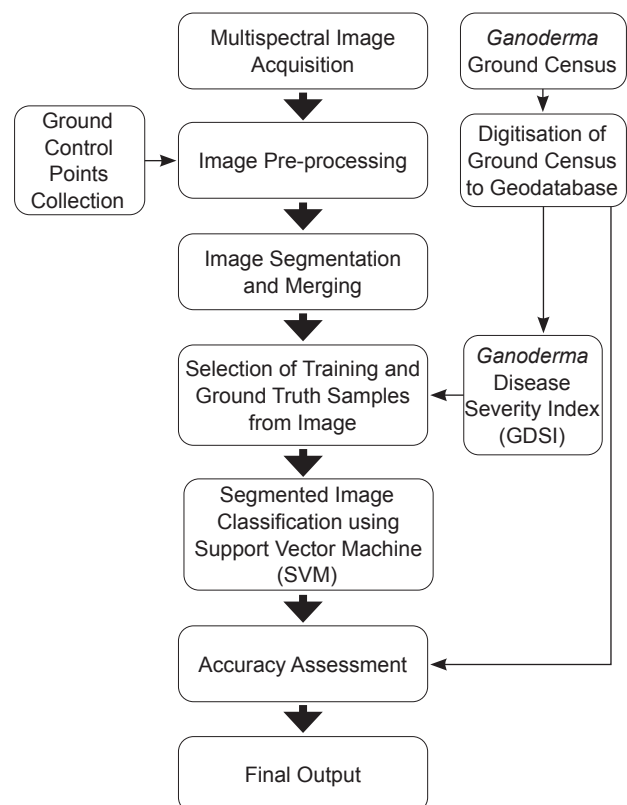 Multispectral Image
Acquisition
Ganoderma
Ground Census
Ground
Control
Points
Collection
Image Pre-processing
Digitisation of
Ground Census
to Geodatabase
Image Segmentation
and Merging
Selection of Training and
Ground Truth Samples
from Image
Ganoderma
Disease
Severity Index
(GDSI)
Segmented Image
Classification using
Support Vector Machine
(SVM)
Accuracy Assessment
Final Output